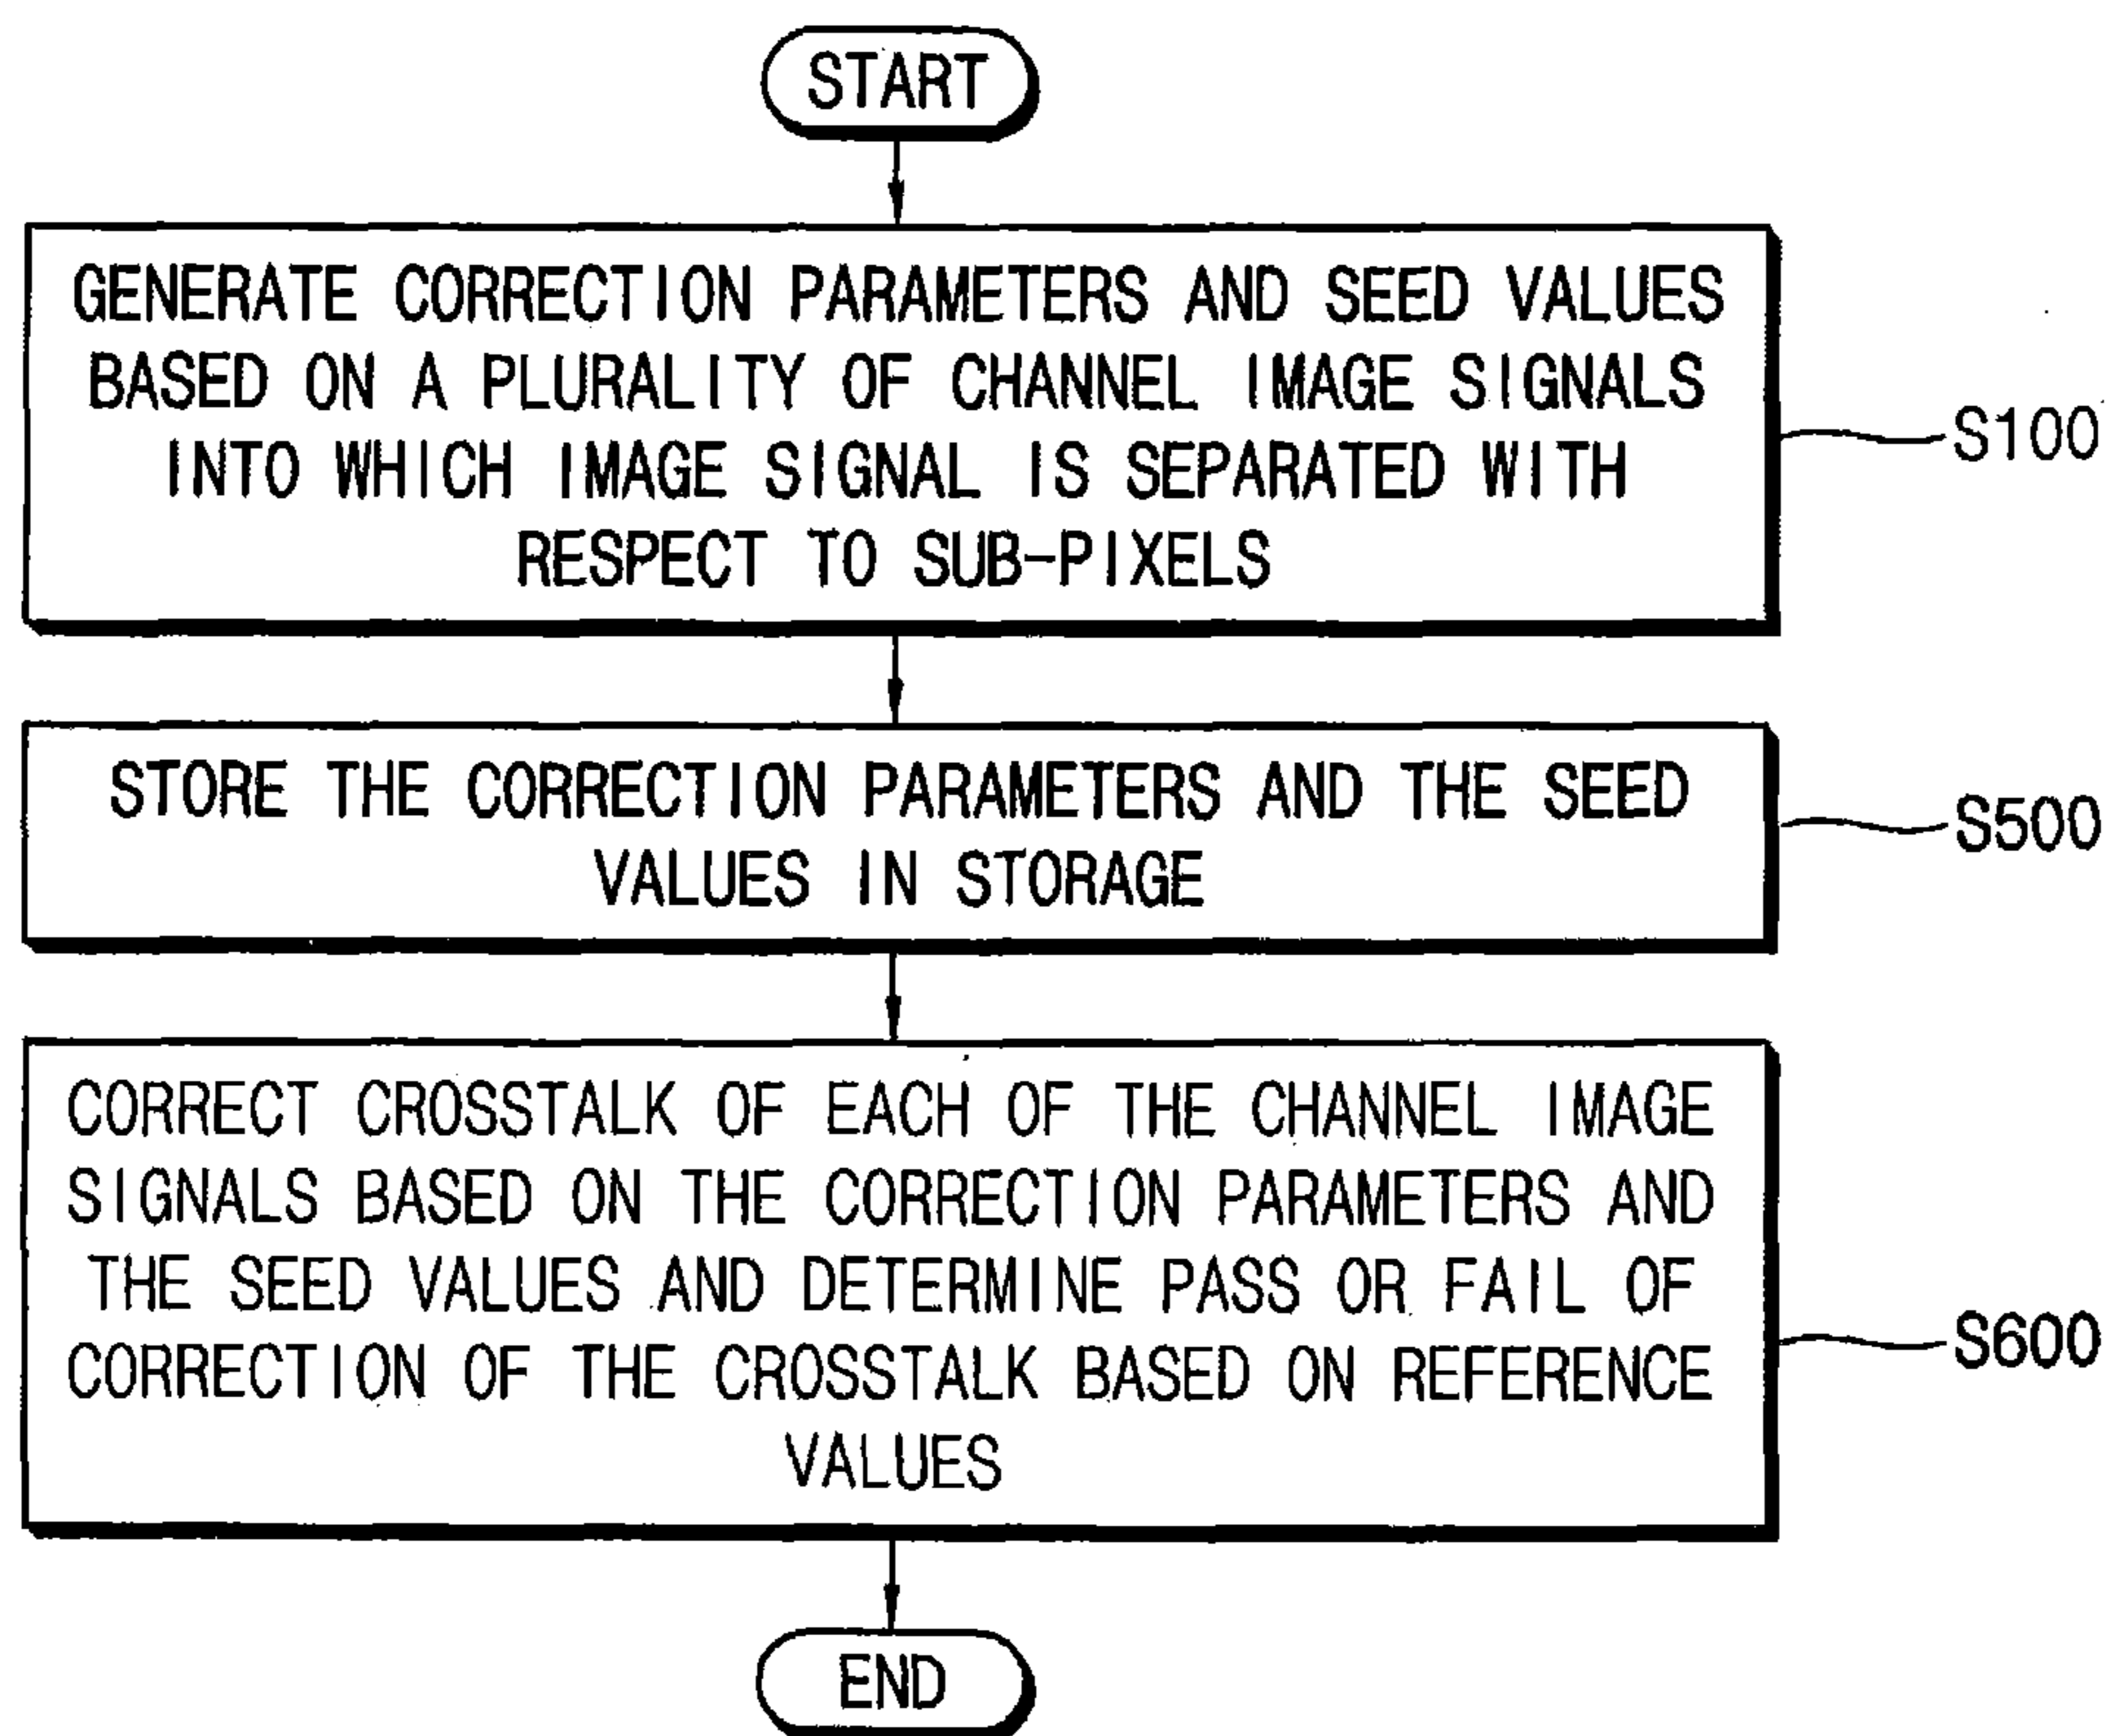 START
GENERATE CORRECTION PARAMETERS AND SEED VALUES
BASED ON A PLURALITY OF CHANNEL IMAGE SIGNALS
INTO WHICH IMAGE SIGNAL IS SEPARATED WITH
RESPECT TO SUB-PIXELS
S100
STORE THE CORRECTION PARAMETERS AND THE SEED
VALUES IN STORAGE
S500
CORRECT CROSSTALK OF EACH OF THE CHANNEL IMAGE
SIGNALS BASED ON THE CORRECTION PARAMETERS AND
THE SEED VALUES AND DETERMINE PASS OR FAIL OF
CORRECTION OF THE CROSSTALK BASED ON REFERENCE
VALUES
S600
END